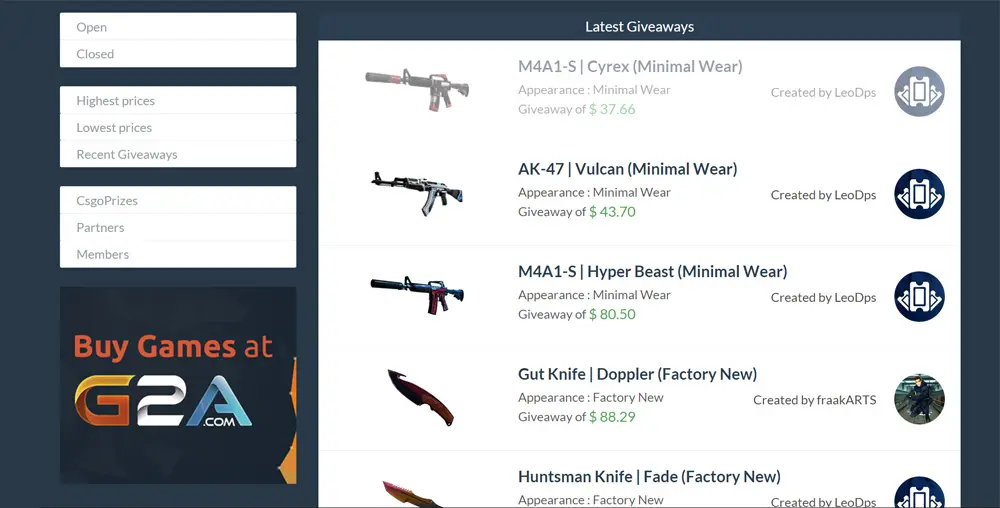 Open
Closed
Highest prices
Lowest prices
Recent Giveaways
CsgoPrizes
Partners
Members
Buy Games at
G2A.COM
Latest Giveaways
M4A1-S | Cyrex (Minimal Wear)
Appearance : Minimal Wear
Giveaway of $ 37.66
Created by LeoDps
AK-47 | Vulcan (Minimal Wear)
Appearance : Minimal Wear
Giveaway of $ 43.70
Created by LeoDps
M4A1-S | Hyper Beast (Minimal Wear)
Appearance : Minimal Wear
Giveaway of $ 80.50
Created by LeoDps
Gut Knife | Doppler (Factory New)
Appearance : Factory New
Giveaway of $ 88.29
Created by fraakARTS
Huntsman Knife | Fade (Factory New)
Appearance : Factory New
Created by LeoDps